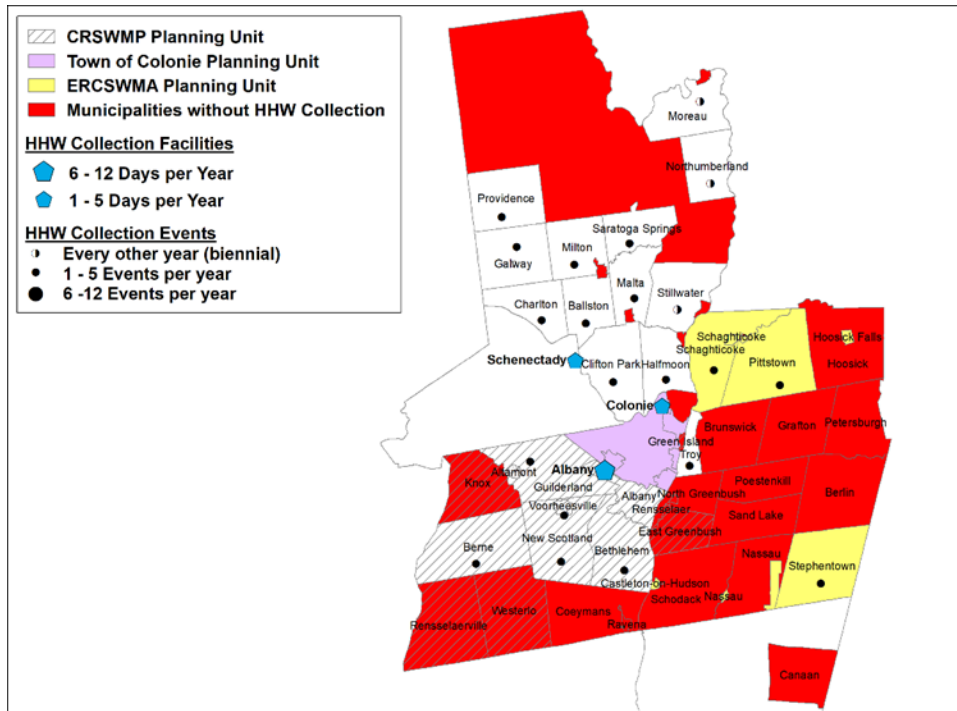 CRSWMP Planning Unit
Town of Colonie Planning Unit
ERCSWMA Planning Unit
Municipalities without HHW Collection
HHW Collection Facilities
6 - 12 Days per Year
1 - 5 Days per Year
HHW Collection Events
Every other year (biennial)
1 - 5 Events per year
6 -12 Events per year
Moreau
Northumberland
Providence
Saratoga Springs
Galway
Milton
Malta
Stillwater
Charlton
Ballston
Schaghticoke
Hoosick Falls
Schaghticoke
Schenectady
Clifton Park
Halfmoon
Pittstown
Hoosick
Colonie
Brunswick
Grafton
Petersburgh
Green Island
Troy
Altamont
Albany
Knox
Guilderland
Albany
North Greenbush
Poestenkill
Berlin
Voorheesville
Rensselaer
Sand Lake
New Scotland
East Greenbush
Berne
Bethlehem
Nassau
Stephentown
Castleton-on-Hudson
Nassau
Schodack
Westerlo
Coeymans
Rensselaerville
Ravena
Canaan